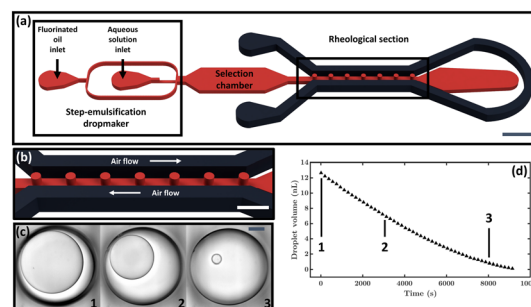 (a)
Fluorinated
oil
inlet
Aqueous
solution
inlet
Step-emulsification
dropmaker
Selection
chamber
Rheological section
(b)
Air flow
Air flow
(c)
1
2
3
(d)
Droplet volume (nL)
14
12
10
8
6
4
2
0
1
2
3
0 2000 4000 6000 8000
Time (s)